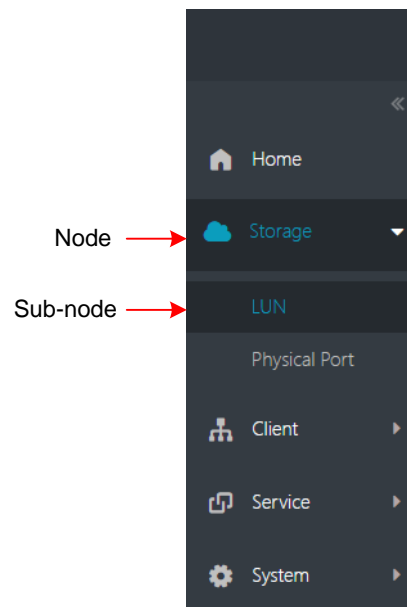 Home
Node
Storage
Sub-node
LUN
Physical Port
Client
Service
System